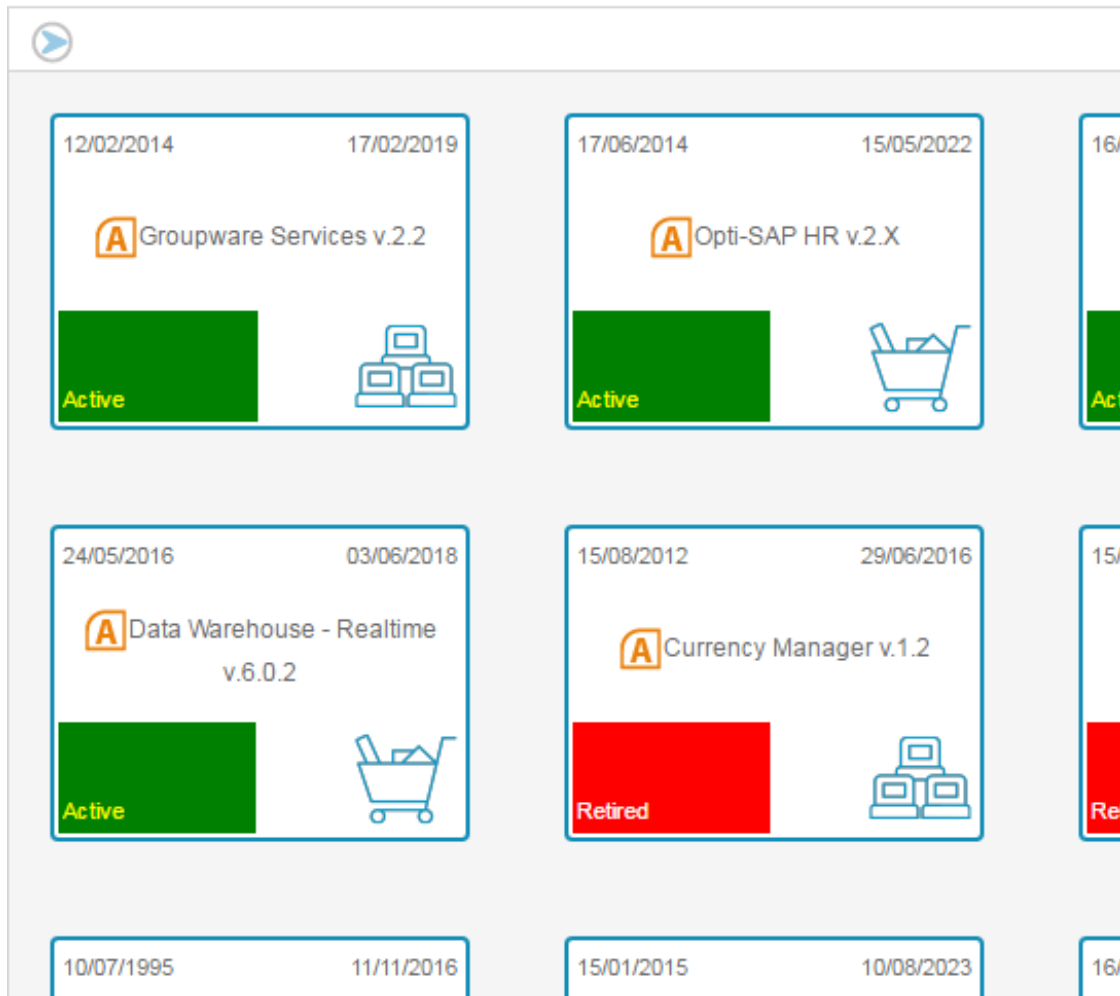 12/02/2014 17/02/2019
A Groupware Services v.2.2
Active
17/06/2014 15/05/2022
A Opti-SAP HR v.2.X
Active
24/05/2016 03/06/2018
A Data Warehouse - Realtime
v.6.0.2
Active
15/08/2012 29/06/2016
A Currency Manager v.1.2
Retired
10/07/1995 11/11/2016
15/01/2015 10/08/2023